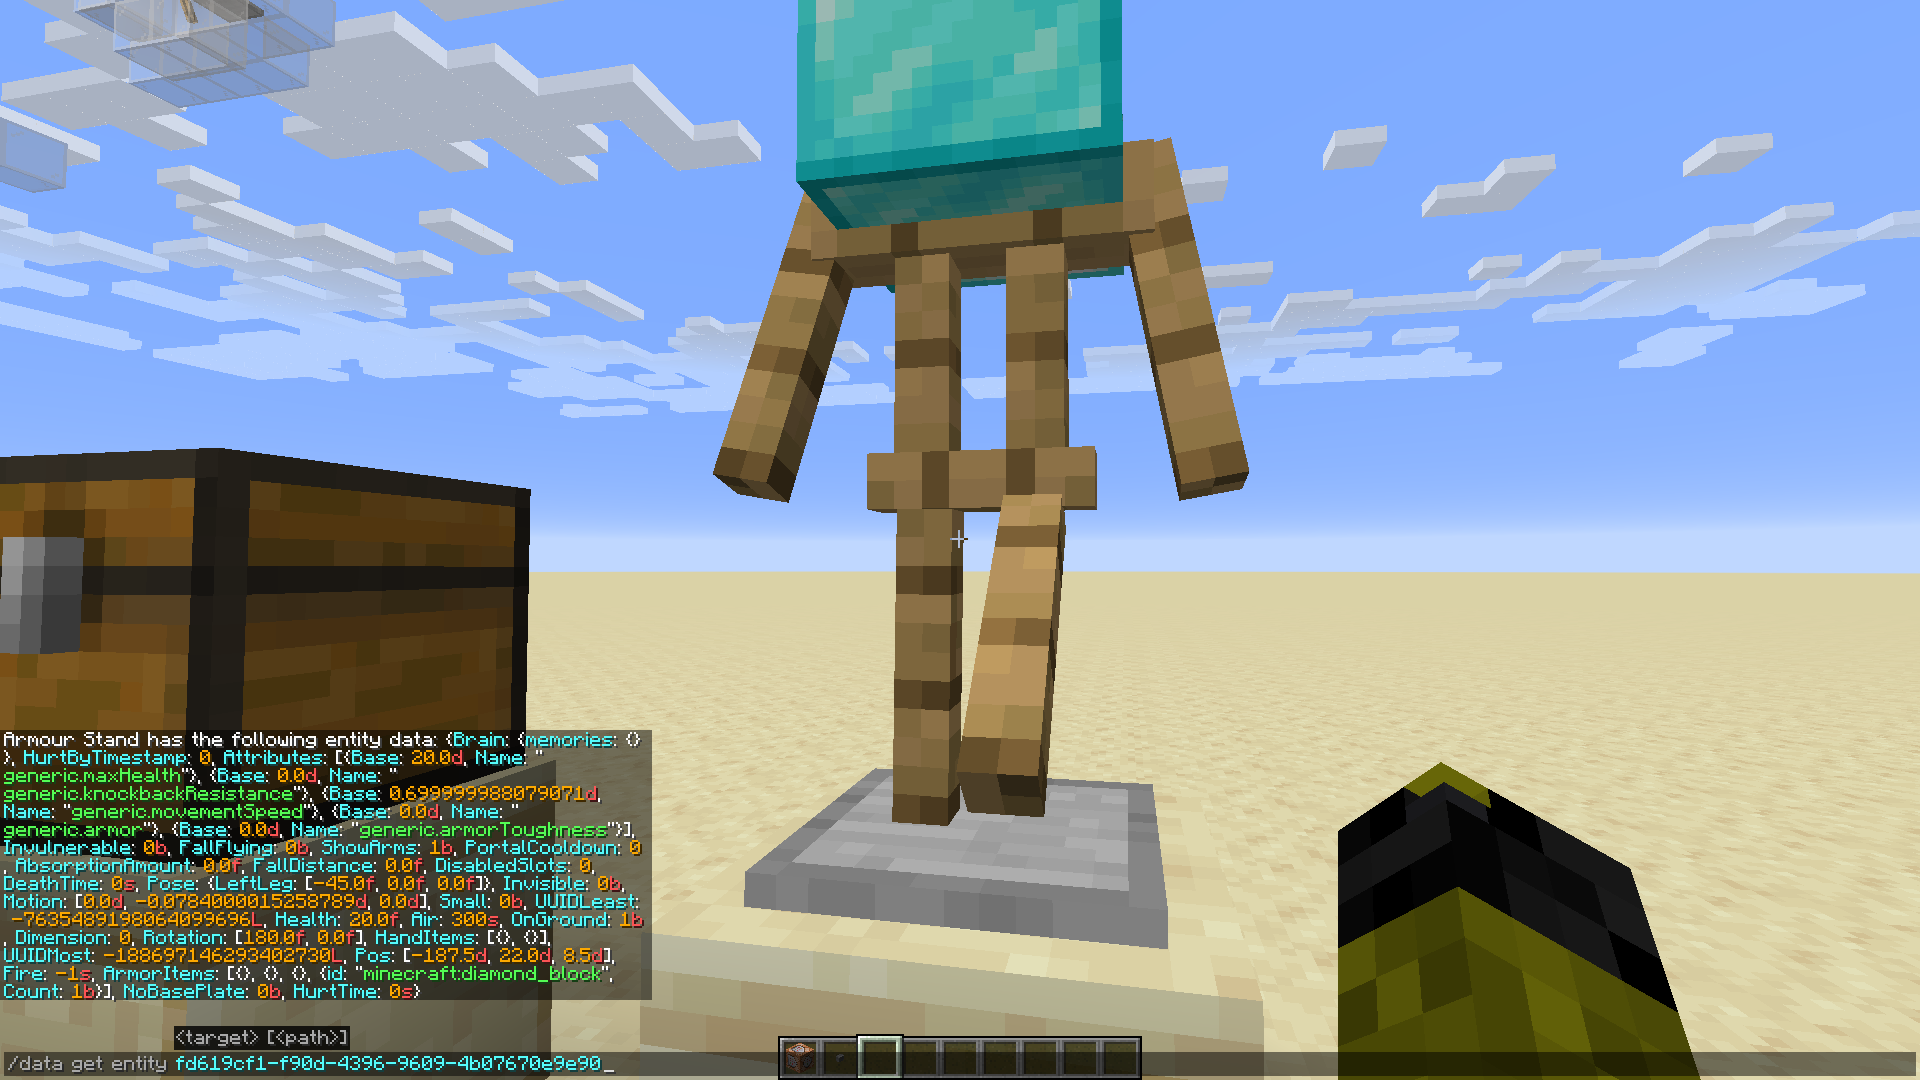 Armour Stand has the following entity data: {Brain: {memories: {}
}, HurtByTimestamp: 0, Attributes: [{Base: 20.0d, Name: "
generic.maxHealth"}, {Base: 0.0d, Name: "
generic.knockbackResistance"}, {Base: 0.699999988079071d,
Name: "generic.movementSpeed"}, {Base: 0.0d, Name: "
generic.armor"}, {Base: 0.0d, Name: "generic.armorToughness"}],
Invulnerable: 0b, FallFlying: 0b, ShowArms: 1b, PortalCooldown: 0
, AbsorptionAmount: 0.0f, FallDistance: 0.0f, DisabledSlots: 0,
DeathTime: 0s, Pose: {LeftLeg: [-45.0f, 0.0f, 0.0f]}, Invisible: 0b,
Motion: [0.0d, -0.0784000015258789d, 0.0d], Small: 0b, UUIDLeast:
-7635489198064099696L, Health: 20.0f, Air: 300s, OnGround: 1b
, Dimension: 0, Rotation: [180.0f, 0.0f], HandItems: [{}, {}],
UUIDMost: -188697146293402730L, Pos: [-187.5d, 22.0d, 8.5d],
Fire: -1s, ArmorItems: [{}, {}, {}, {id: "minecraft:diamond_block",
Count: 1b}], NoBasePlate: 0b, HurtTime: 0s}
<target> [<path>]
/data get entity fd619cf1-f90d-4396-9609-4b07670e9e90_